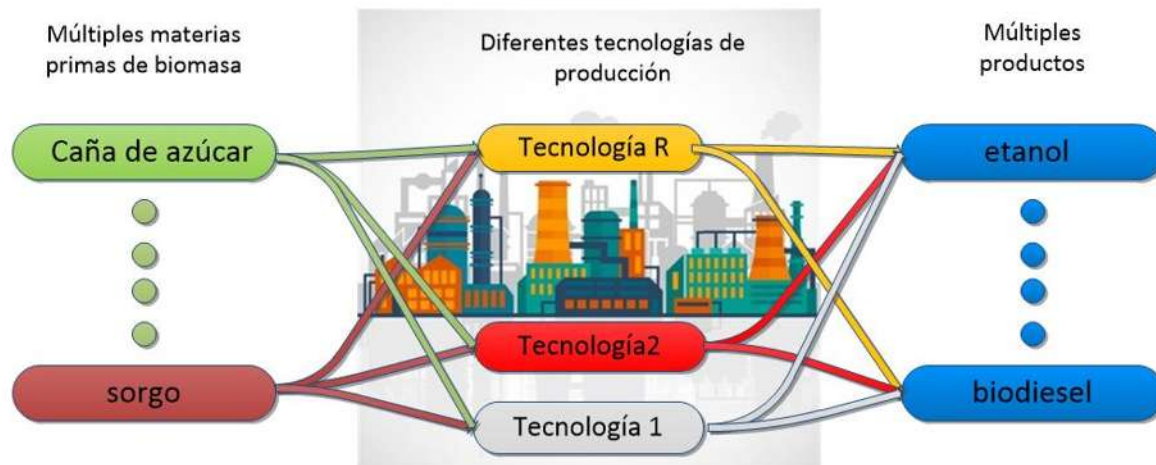 Múltiples materias
primas de biomasa
Diferentes tecnologías de
producción
Múltiples
productos
Caña de azúcar
Tecnología R
etanol
Tecnología2
sorgo
biodiesel
Tecnología 1